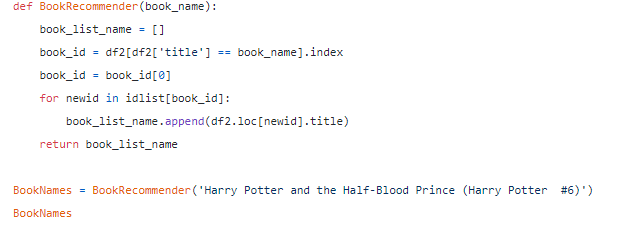 def BookRecommender(book_name):
    book_list_name = []
    book_id = df2[df2['title'] == book_name].index
    book_id = book_id[0]
    for newid in idlist[book_id]:
        book_list_name.append(df2.loc[newid].title)
    return book_list_name

BookNames = BookRecommender('Harry Potter and the Half-Blood Prince (Harry Potter  #6)')
BookNames